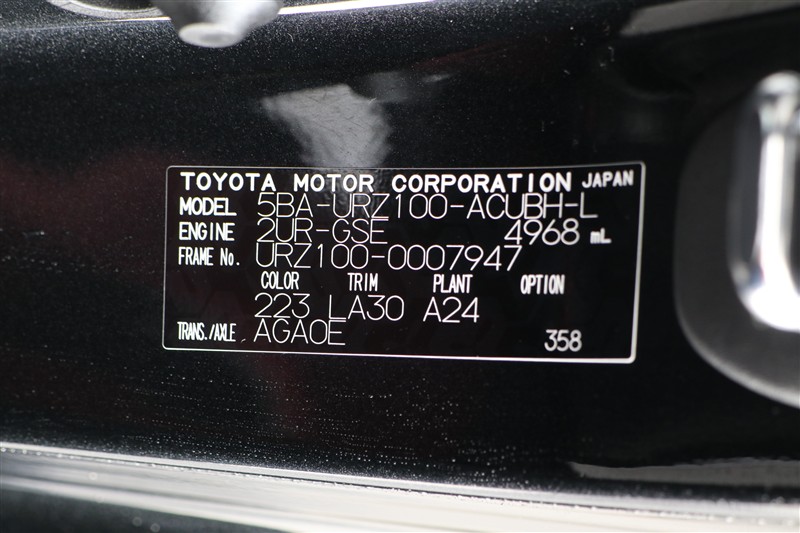 TOYOTA MOTOR CORPORATION JAPAN
MODEL 5BA-URZ100-ACUBH-L
ENGINE 2UR-GSE 4968 mL
FRAME No. URZ100-0007947
COLOR TRIM PLANT OPTION
223 LA30 A24
TRANS./AXLE AGA0E 358